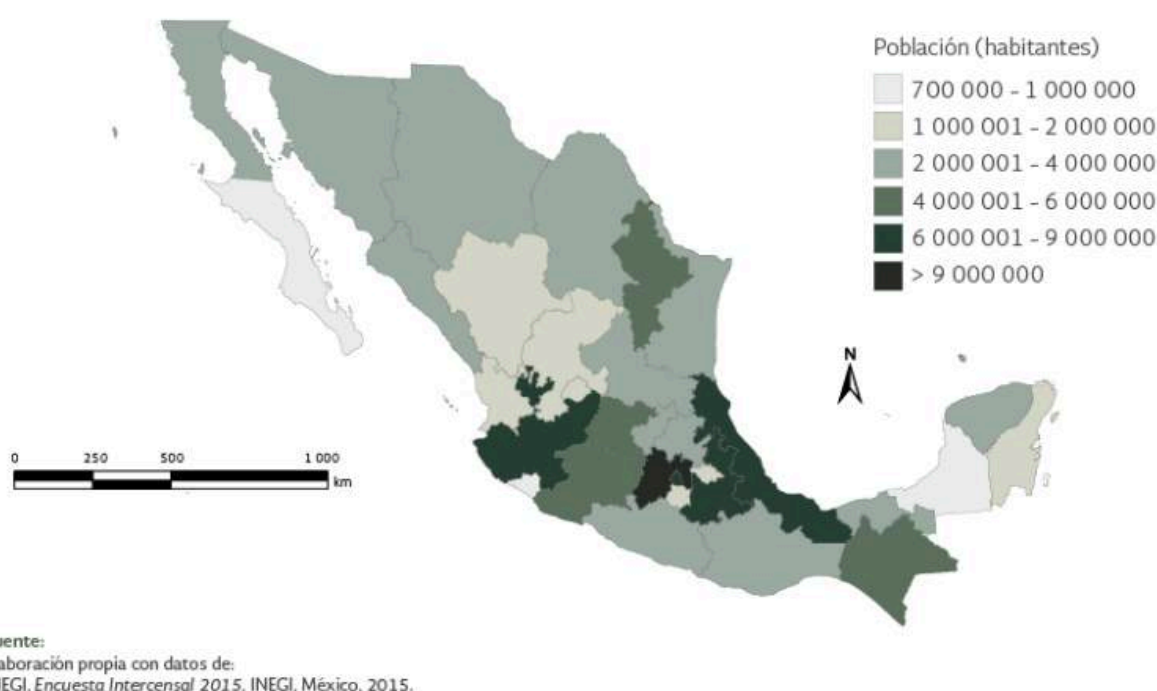 Población (habitantes)
700 000 - 1 000 000
1 000 001 - 2 000 000
2 000 001 - 4 000 000
4 000 001 - 6 000 000
6 000 001 - 9 000 000
> 9 000 000
N
0 250 500 1 000
km
uente:
aboración propia con datos de:
EGI. Encuesta Intercensal 2015. INEGI. México. 2015.